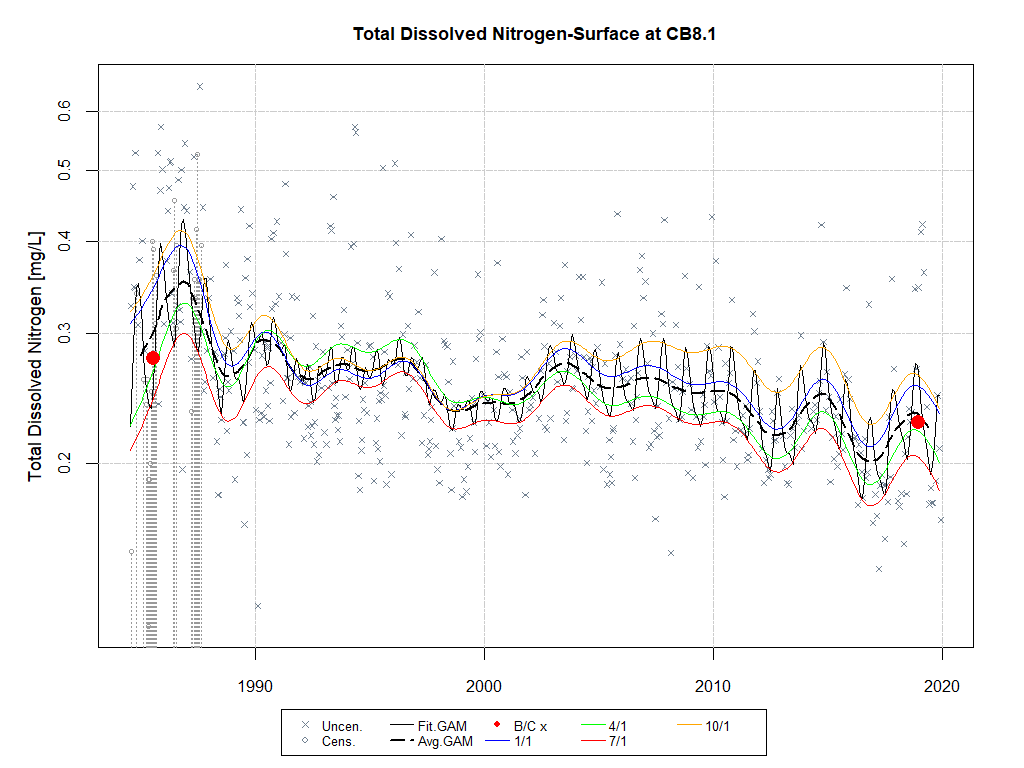 Total Dissolved Nitrogen-Surface at CB8.1
Total Dissolved Nitrogen [mg/L]
0.6
0.5
0.4
0.3
0.2
1990 2000 2010 2020
Uncen. Fit.GAM B/C x 4/1 10/1
Cens. Avg.GAM 1/1 7/1